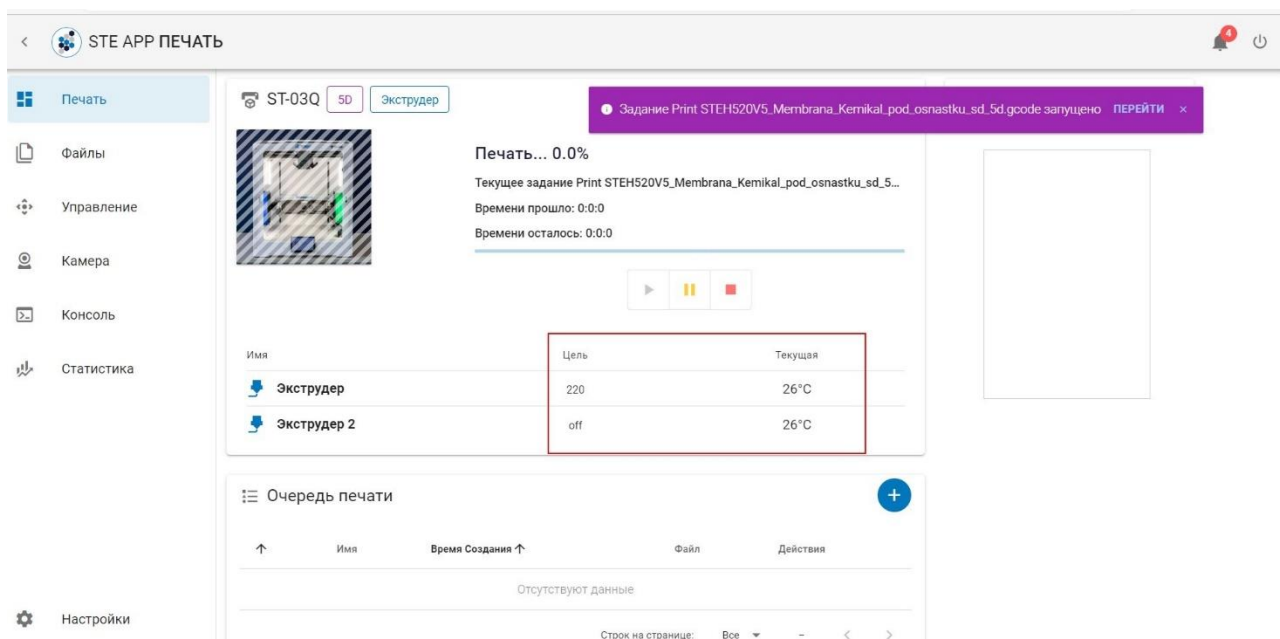 STE APP ПЕЧАТЬ
4
Печать
Файлы
Управление
Камера
Консоль
Статистика
Настройки
ST-03Q 5D Экструдер
Задание Print STEH520V5_Membrana_Kemikal_pod_osnastku_sd_5d.gcode запущено ПЕРЕЙТИ ×
Печать... 0.0%
Текущее задание Print STEH520V5_Membrana_Kemikal_pod_osnastku_sd_5...
Времени прошло: 0:0:0
Времени осталось: 0:0:0
Имя Цель Текущая
Экструдер 220 26°C
Экструдер 2 off 26°C
Очередь печати
Имя Время Создания Файл Действия
Отсутствуют данные
Строк на странице: Все –